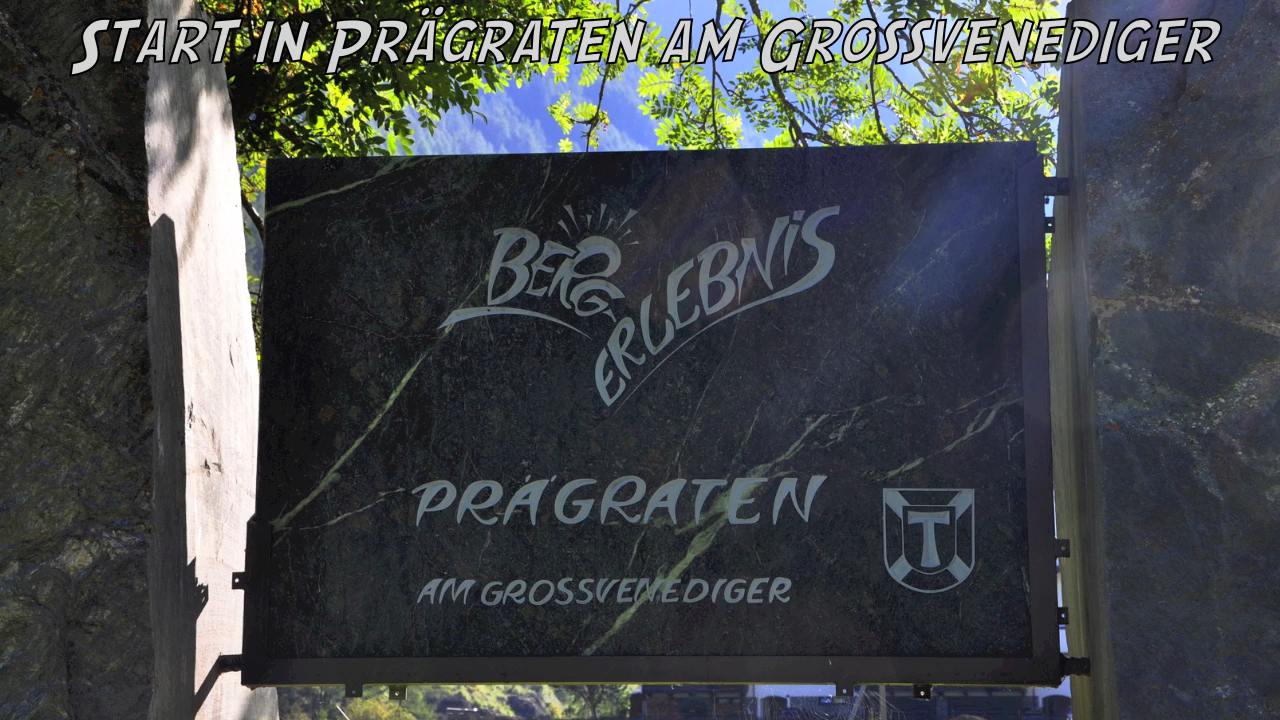 Start in Prägraten am Grossvenediger
BERG
ERLEBNiS
PRÄGRATEN
AM GROSSVENEDIGER
T